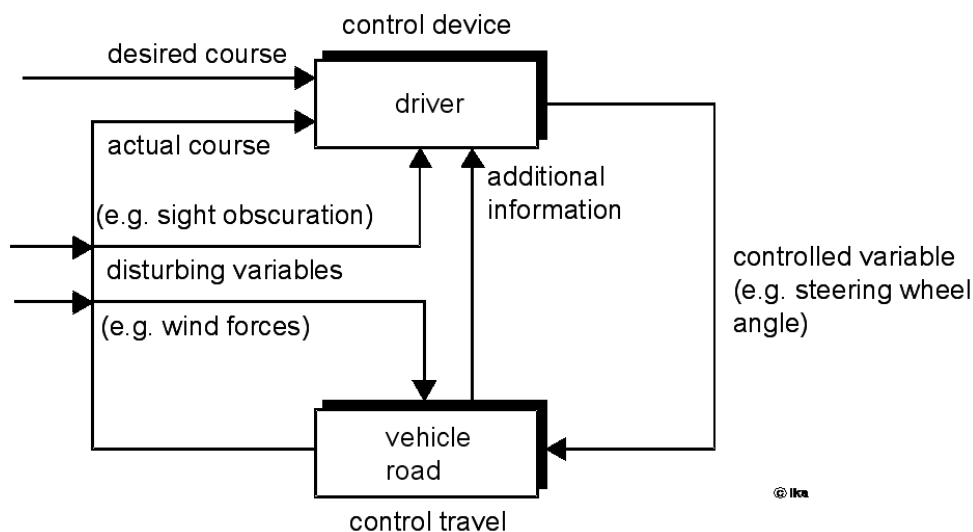 control device
desired course
driver
actual course
additional
information
(e.g. sight obscuration)
disturbing variables
(e.g. wind forces)
controlled variable
(e.g. steering wheel
angle)
vehicle
road
control travel
© ika